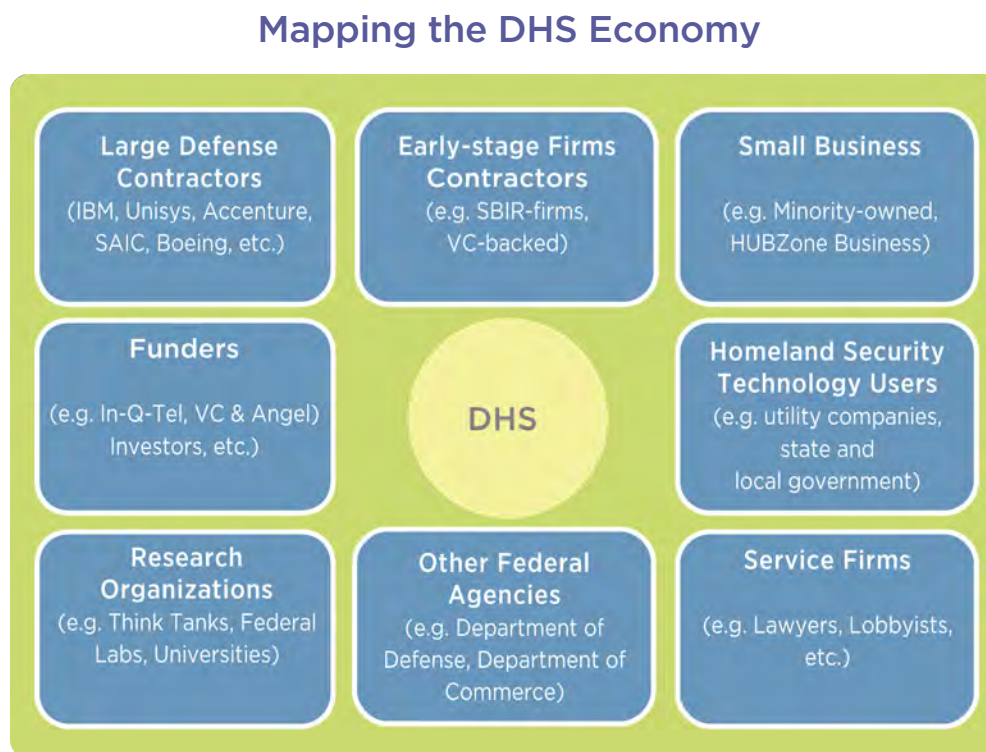 Mapping the DHS Economy
Large Defense
Contractors
(IBM, Unisys, Accenture,
SAIC, Boeing, etc.)
Early-stage Firms
Contractors
(e.g. SBIR-firms,
VC-backed)
Small Business
(e.g. Minority-owned,
HUBZone Business)
Funders
(e.g. In-Q-Tel, VC & Angel)
Investors, etc.)
DHS
Homeland Security
Technology Users
(e.g. utility companies,
state and
local government)
Research
Organizations
(e.g. Think Tanks, Federal
Labs, Universities)
Other Federal
Agencies
(e.g. Department of
Defense, Department of
Commerce)
Service Firms
(e.g. Lawyers, Lobbyists,
etc.)